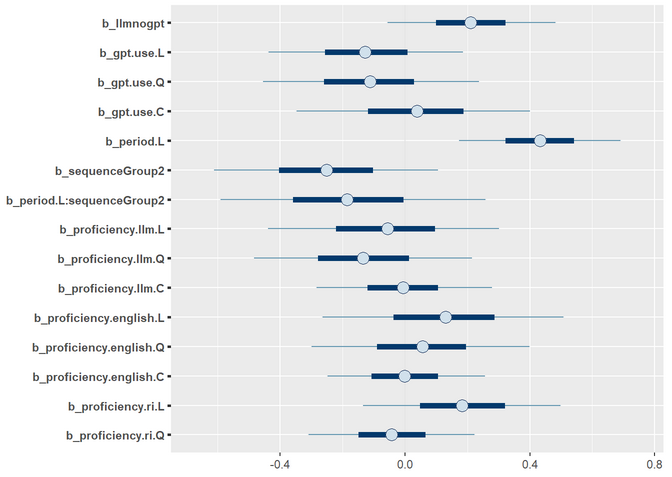 b_llmnogpt
b_gpt.use.L
b_gpt.use.Q
b_gpt.use.C
b_period.L
b_sequenceGroup2
b_period.L:sequenceGroup2
b_proficiency.llm.L
b_proficiency.llm.Q
b_proficiency.llm.C
b_proficiency.english.L
b_proficiency.english.Q
b_proficiency.english.C
b_proficiency.ri.L
b_proficiency.ri.Q
-0.4 0.0 0.4 0.8